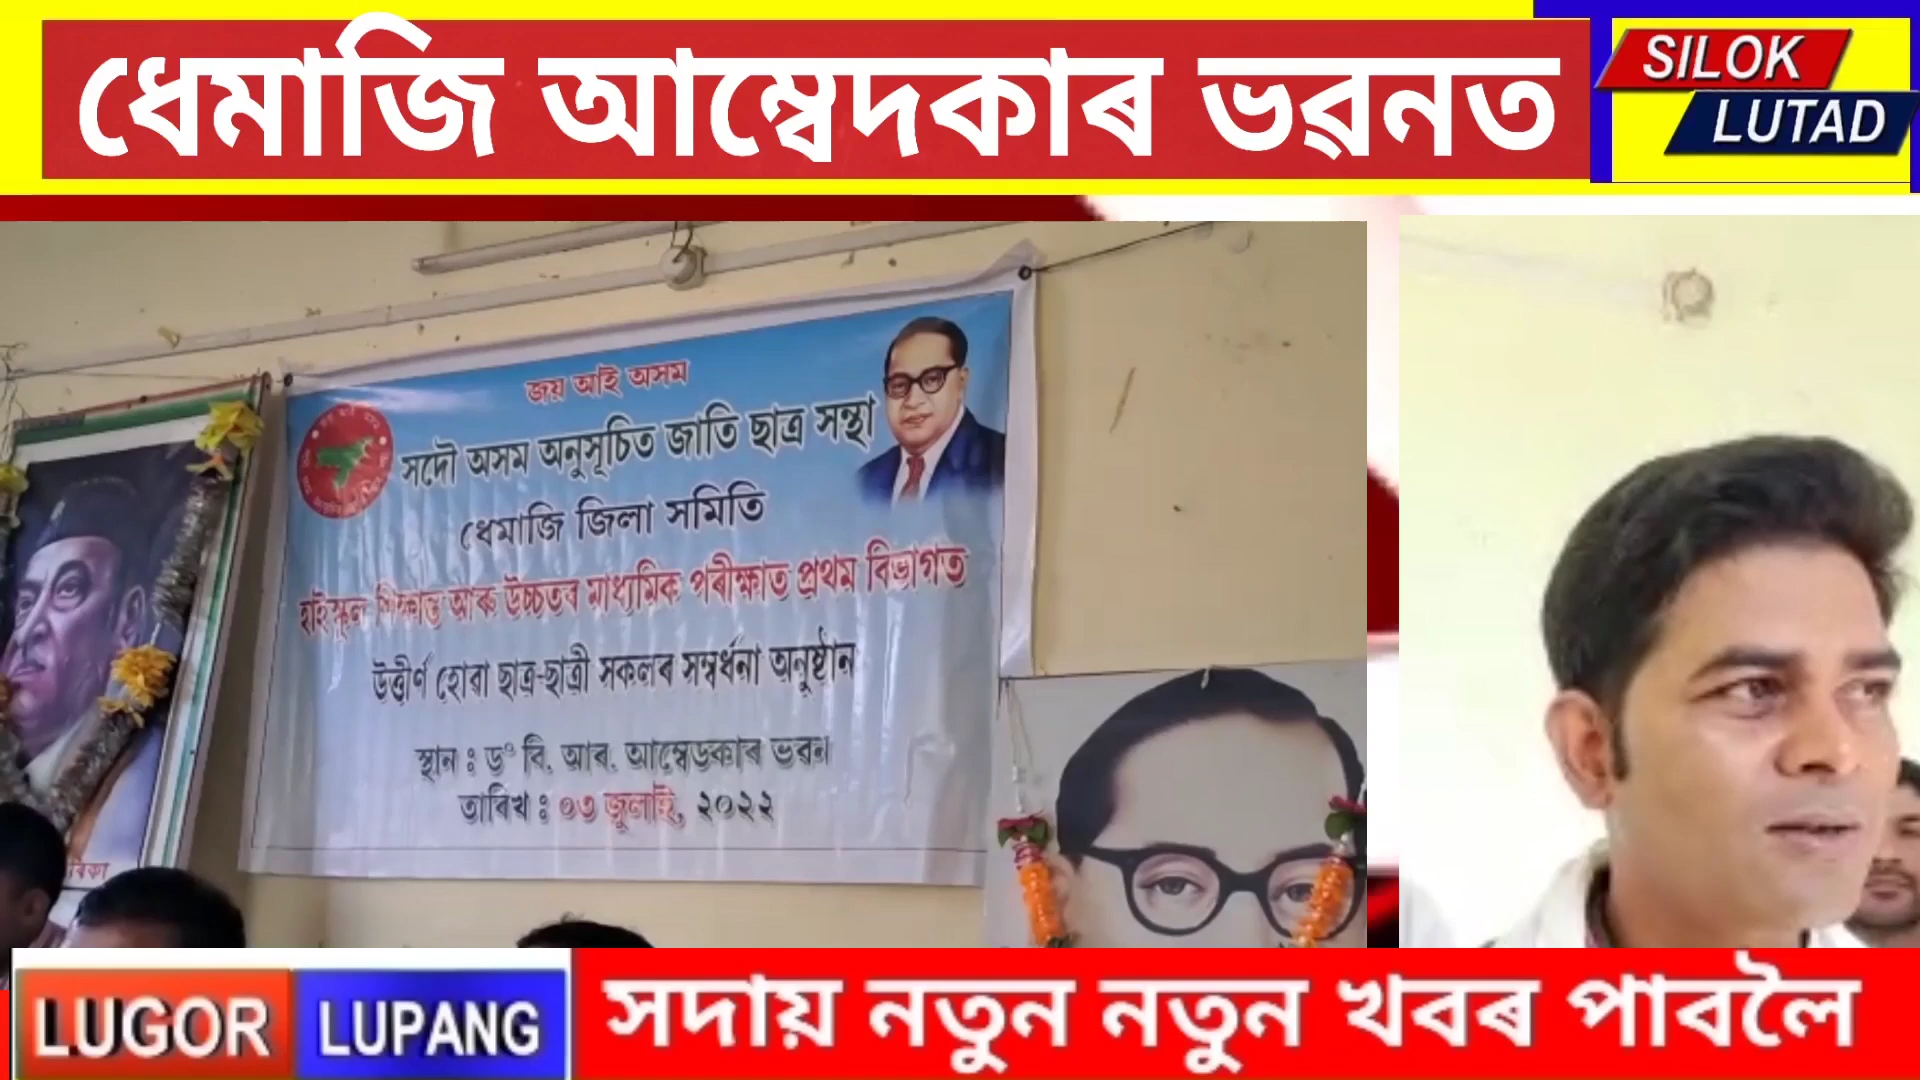 ধেমাজি আম্বেদকাৰ ভৱনত
SILOK
LUTAD
জয় আই অসম
সদৌ অসম অনুসূচিত জাতি ছাত্ৰ সন্থা
ধেমাজি জিলা সমিতি
হাইস্কুল শিক্ষান্ত আৰু উচ্চতৰ মাধ্যমিক পৰীক্ষাত প্ৰথম বিভাগত
উত্তীৰ্ণ হোৱা ছাত্ৰ-ছাত্ৰী সকলৰ সম্বৰ্ধনা অনুষ্ঠান
স্থান : ড° বি. আৰ. আম্বেডকাৰ ভৱন
তাৰিখ : ০৩ জুলাই, ২০২২
LUGOR LUPANG
সদায় নতুন নতুন খবৰ পাবলৈ